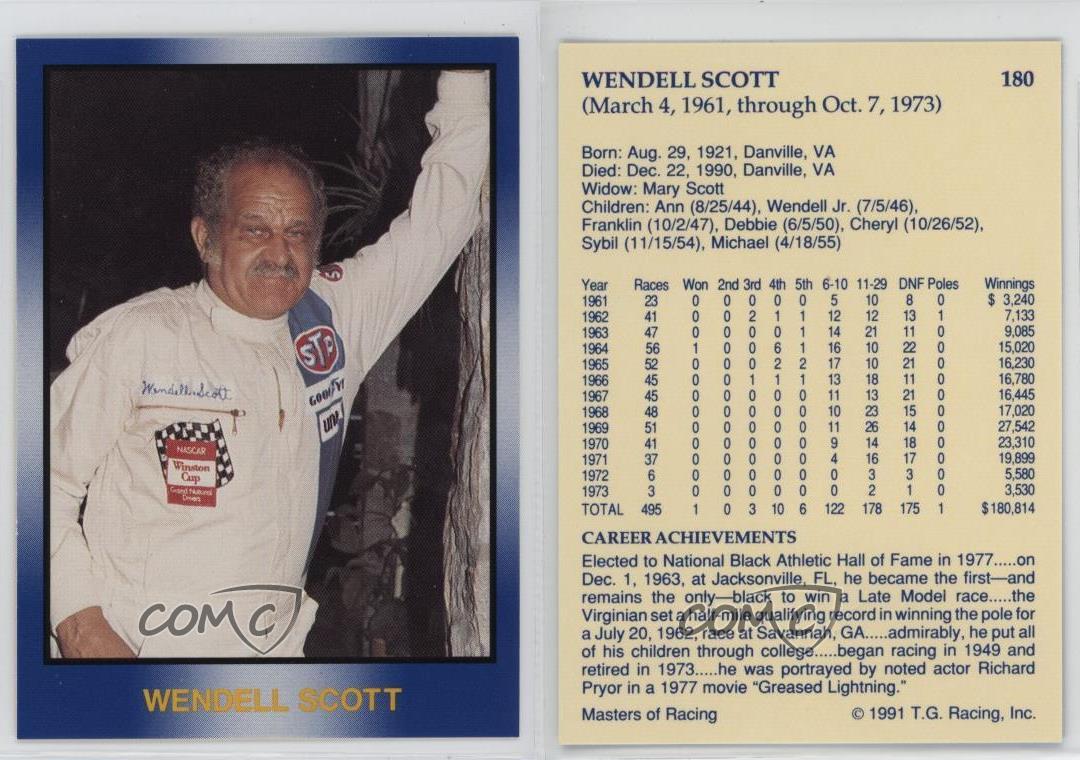 STP
GOODYE
UN
Wendell Scott
NASCAR
Winston
Cup
Grand National
Drivers
COMC
WENDELL SCOTT
WENDELL SCOTT 180
(March 4, 1961, through Oct. 7, 1973)
Born: Aug. 29, 1921, Danville, VA
Died: Dec. 22, 1990, Danville, VA
Widow: Mary Scott
Children: Ann (8/25/44), Wendell Jr. (7/5/46),
Franklin (10/2/47), Debbie (6/5/50), Cheryl (10/26/52),
Sybil (11/15/54), Michael (4/18/55)
Year Races Won 2nd 3rd 4th 5th 6-10 11-29 DNF Poles Winnings
1961 23 0 0 0 0 0 5 10 8 0 $ 3,240
1962 41 0 0 2 1 1 12 12 13 1 7,133
1963 47 0 0 0 0 1 14 21 11 0 9,085
1964 56 1 0 0 6 1 16 10 22 0 15,020
1965 52 0 0 0 2 2 17 10 21 0 16,230
1966 45 0 0 1 1 1 13 18 11 0 16,780
1967 45 0 0 0 0 0 11 13 21 0 16,445
1968 48 0 0 0 0 0 10 23 15 0 17,020
1969 51 0 0 0 0 0 11 26 14 0 27,542
1970 41 0 0 0 0 0 9 14 18 0 23,310
1971 37 0 0 0 0 0 4 16 17 0 19,899
1972 6 0 0 0 0 0 0 3 3 0 5,580
1973 3 0 0 0 0 0 0 2 1 0 3,530
TOTAL 495 1 0 3 10 6 122 178 175 1 $180,814
CAREER ACHIEVEMENTS
Elected to National Black Athletic Hall of Fame in 1977.....on
Dec. 1, 1963, at Jacksonville, FL, he became the first—and
remains the only—black to win a Late Model race.....the
Virginian set a half-mile qualifying record in winning the pole for
a July 20, 1962, race at Savannah, GA.....admirably, he put all
of his children through college.....began racing in 1949 and
retired in 1973.....he was portrayed by noted actor Richard
Pryor in a 1977 movie “Greased Lightning.”
COMC
Masters of Racing © 1991 T.G. Racing, Inc.